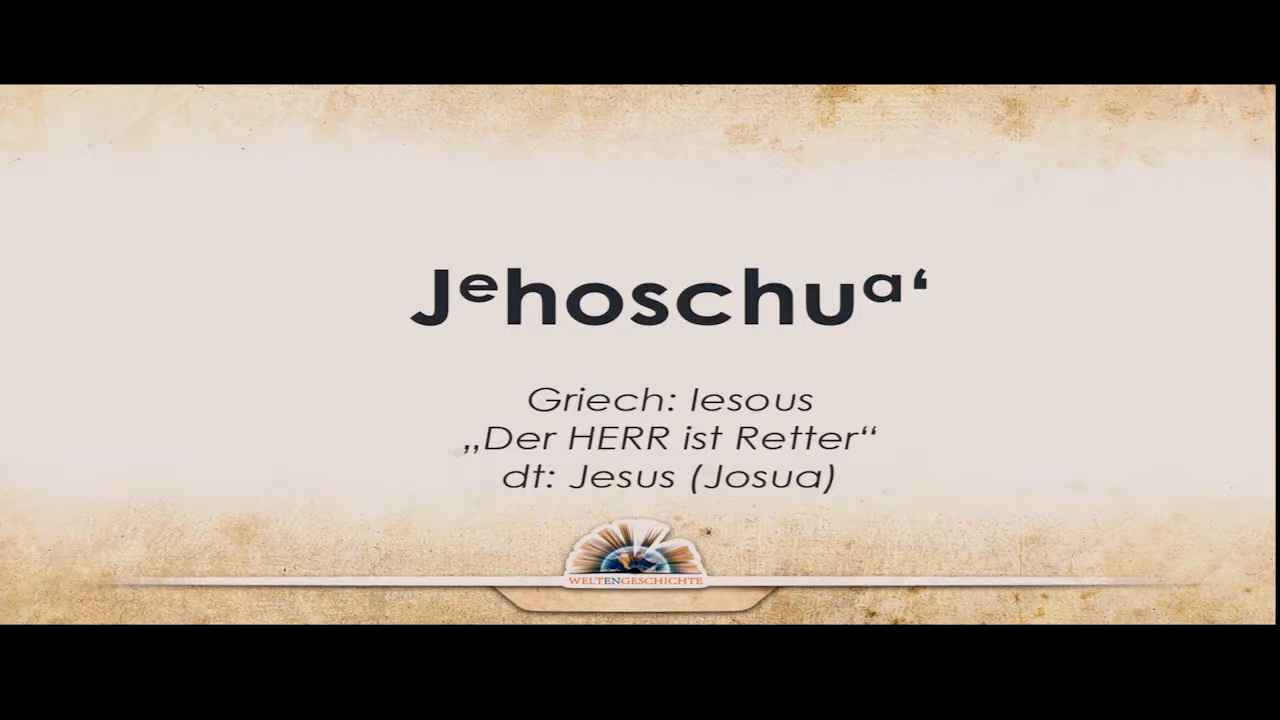 Jᵉhoschuᵃ‘
Griech: Iesous
„Der HERR ist Retter“
dt: Jesus (Josua)
WELTENGESCHICHTE